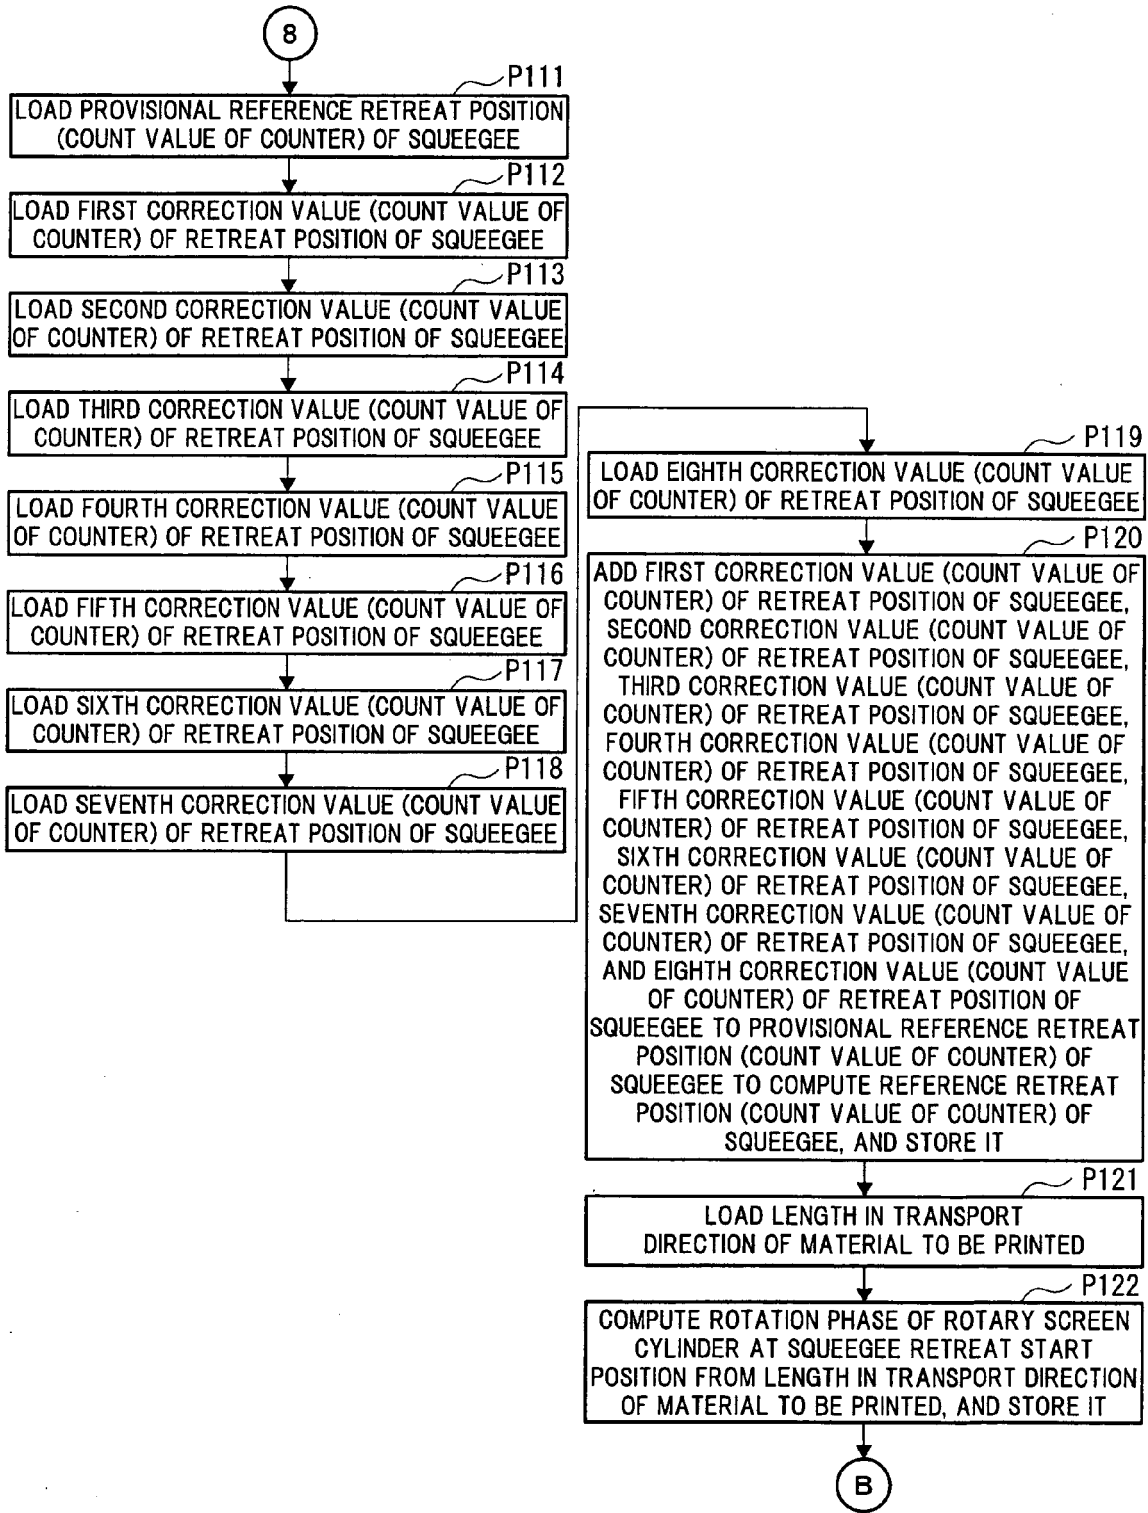 8
P111
LOAD PROVISIONAL REFERENCE RETREAT POSITION
(COUNT VALUE OF COUNTER) OF SQUEEGEE
P112
LOAD FIRST CORRECTION VALUE (COUNT VALUE OF
COUNTER) OF RETREAT POSITION OF SQUEEGEE
P113
LOAD SECOND CORRECTION VALUE (COUNT VALUE
OF COUNTER) OF RETREAT POSITION OF SQUEEGEE
P114
LOAD THIRD CORRECTION VALUE (COUNT VALUE OF
COUNTER) OF RETREAT POSITION OF SQUEEGEE
P115
LOAD FOURTH CORRECTION VALUE (COUNT VALUE
OF COUNTER) OF RETREAT POSITION OF SQUEEGEE
P116
LOAD FIFTH CORRECTION VALUE (COUNT VALUE OF
COUNTER) OF RETREAT POSITION OF SQUEEGEE
P117
LOAD SIXTH CORRECTION VALUE (COUNT VALUE OF
COUNTER) OF RETREAT POSITION OF SQUEEGEE
P118
LOAD SEVENTH CORRECTION VALUE (COUNT VALUE
OF COUNTER) OF RETREAT POSITION OF SQUEEGEE
P119
LOAD EIGHTH CORRECTION VALUE (COUNT VALUE
OF COUNTER) OF RETREAT POSITION OF SQUEEGEE
P120
ADD FIRST CORRECTION VALUE (COUNT VALUE OF
COUNTER) OF RETREAT POSITION OF SQUEEGEE,
SECOND CORRECTION VALUE (COUNT VALUE OF
COUNTER) OF RETREAT POSITION OF SQUEEGEE,
THIRD CORRECTION VALUE (COUNT VALUE OF
COUNTER) OF RETREAT POSITION OF SQUEEGEE,
FOURTH CORRECTION VALUE (COUNT VALUE OF
COUNTER) OF RETREAT POSITION OF SQUEEGEE,
FIFTH CORRECTION VALUE (COUNT VALUE OF
COUNTER) OF RETREAT POSITION OF SQUEEGEE,
SIXTH CORRECTION VALUE (COUNT VALUE OF
COUNTER) OF RETREAT POSITION OF SQUEEGEE,
SEVENTH CORRECTION VALUE (COUNT VALUE OF
COUNTER) OF RETREAT POSITION OF SQUEEGEE,
AND EIGHTH CORRECTION VALUE (COUNT VALUE
OF COUNTER) OF RETREAT POSITION OF
SQUEEGEE TO PROVISIONAL REFERENCE RETREAT
POSITION (COUNT VALUE OF COUNTER) OF
SQUEEGEE TO COMPUTE REFERENCE RETREAT
POSITION (COUNT VALUE OF COUNTER) OF
SQUEEGEE, AND STORE IT
P121
LOAD LENGTH IN TRANSPORT
DIRECTION OF MATERIAL TO BE PRINTED
P122
COMPUTE ROTATION PHASE OF ROTARY SCREEN
CYLINDER AT SQUEEGEE RETREAT START
POSITION FROM LENGTH IN TRANSPORT DIRECTION
OF MATERIAL TO BE PRINTED, AND STORE IT
B